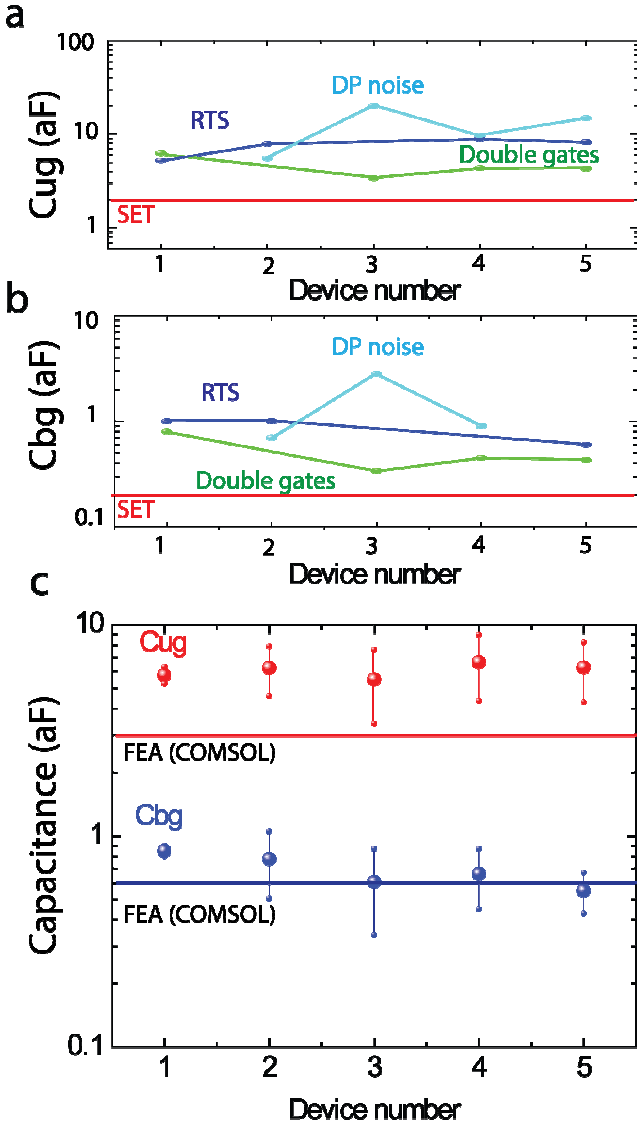 a
100
10
1
Cug (aF)
DP noise
RTS
Double gates
SET
1 2 3 4 5
Device number
b
10
1
0.1
Cbg (aF)
DP noise
RTS
Double gates
SET
1 2 3 4 5
Device number
c
10
1
0.1
Capacitance (aF)
Cug
FEA (COMSOL)
Cbg
FEA (COMSOL)
1 2 3 4 5
Device number